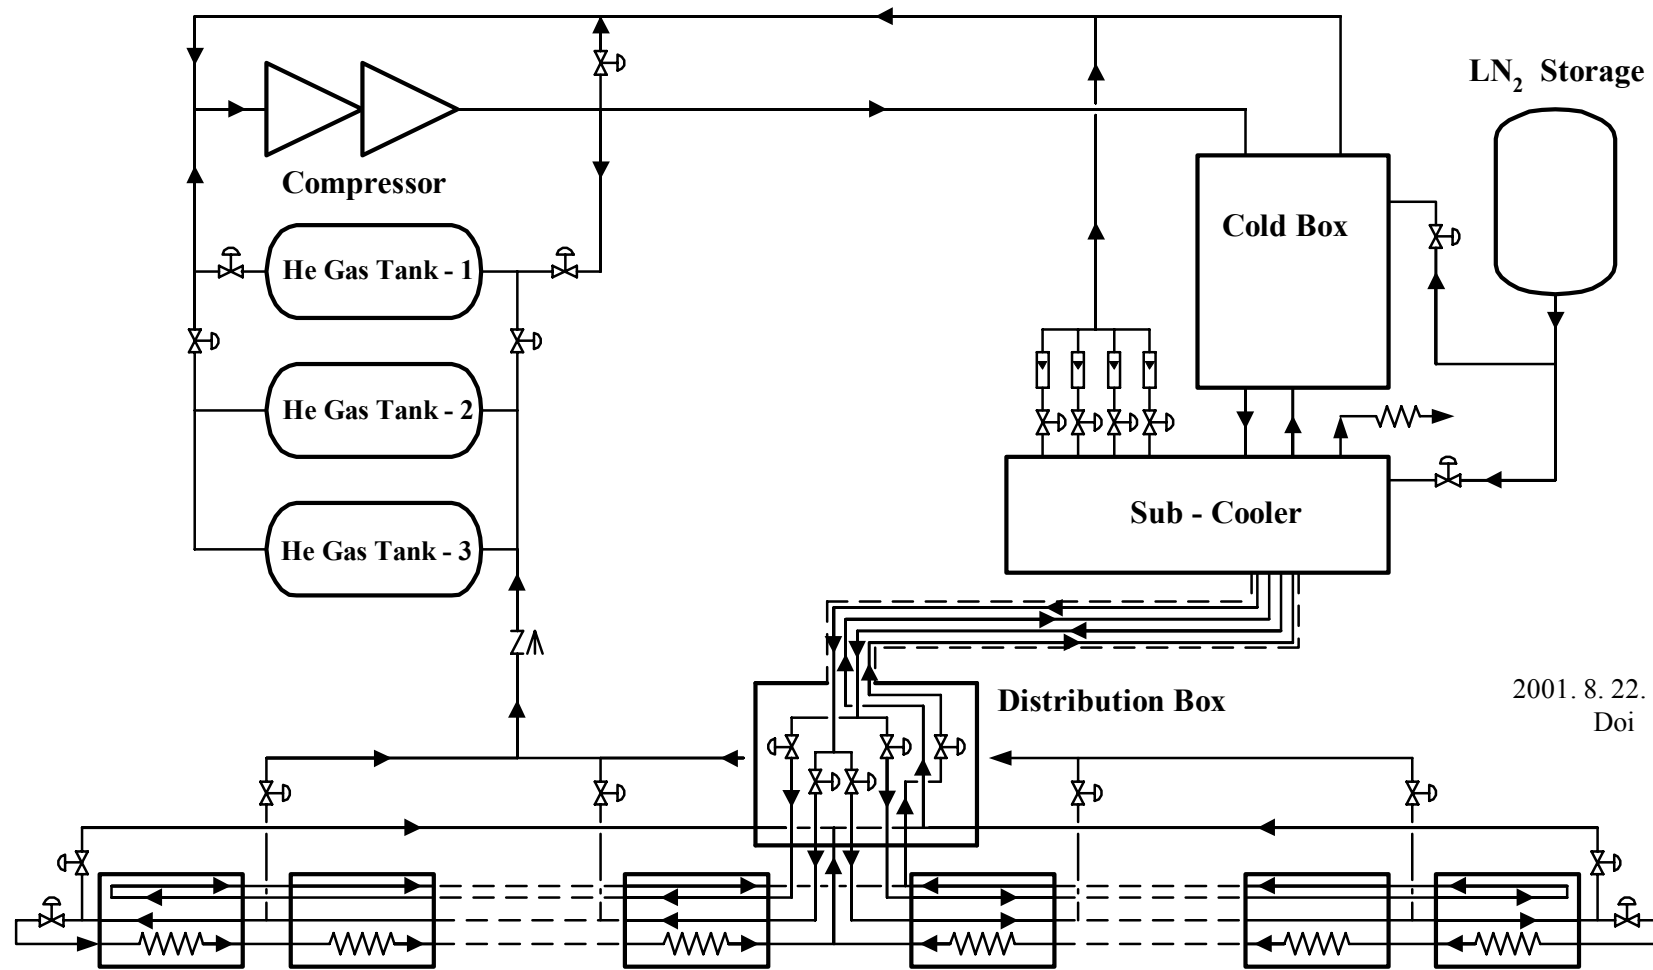 LN2 Storage
Compressor
Cold Box
He Gas Tank - 1
He Gas Tank - 2
He Gas Tank - 3
Sub - Cooler
Distribution Box
2001. 8. 22.
Doi